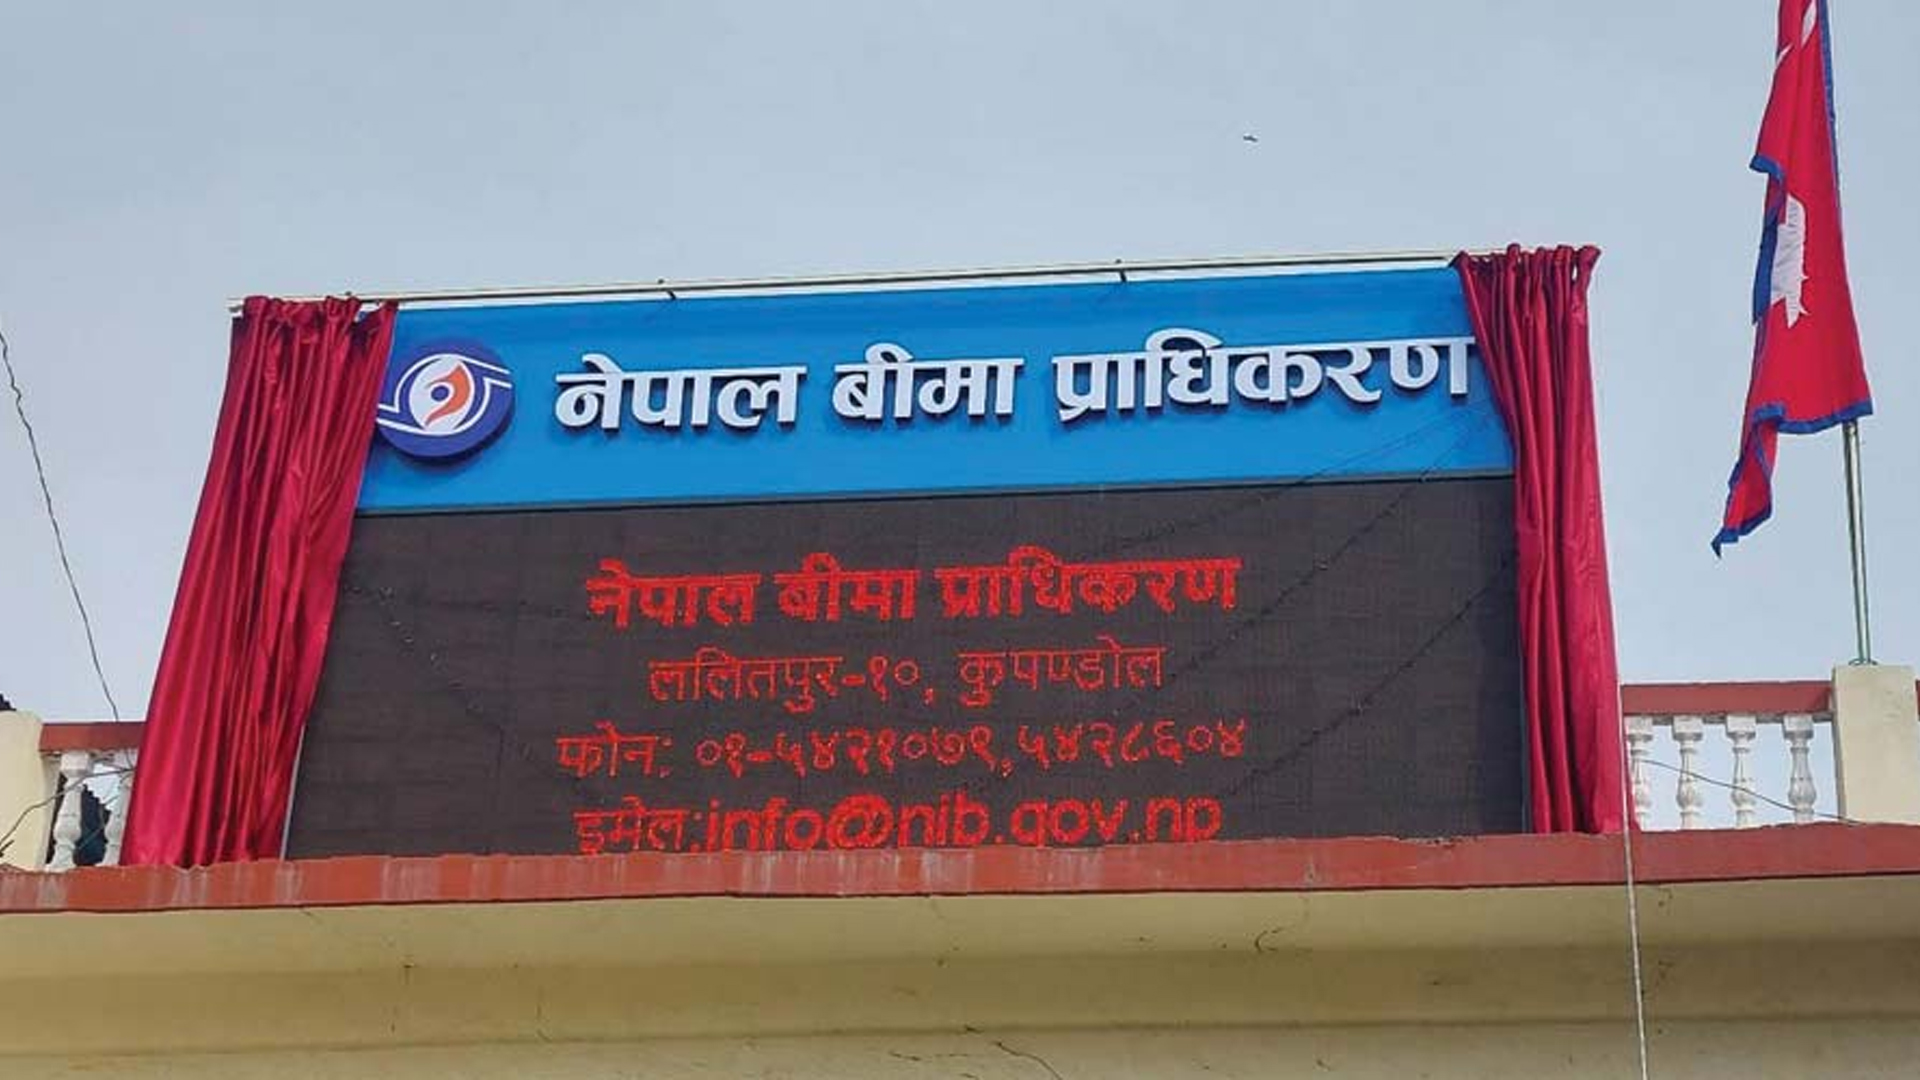 नेपाल बीमा प्राधिकरण
नेपाल बीमा प्राधिकरण
ललितपुर-१०, कुपण्डोल
फोन: ०१-५४२१०७९,५४२८६०४
इमेल:info@nib.gov.np